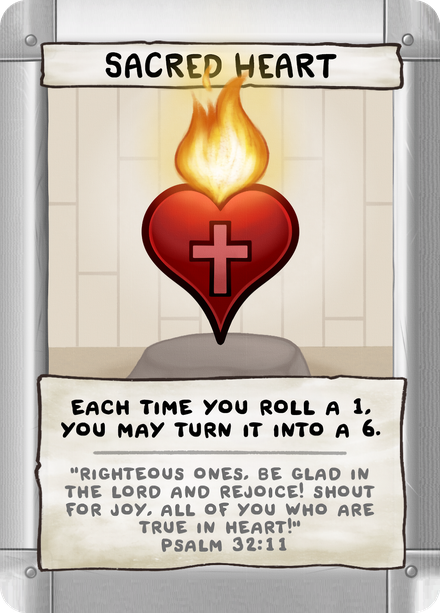 SACRED HEART
EACH TIME YOU ROLL A 1,
YOU MAY TURN IT INTO A 6.
"RIGHTEOUS ONES, BE GLAD IN
THE LORD AND REJOICE! SHOUT
FOR JOY, ALL OF YOU WHO ARE
TRUE IN HEART!"
PSALM 32:11